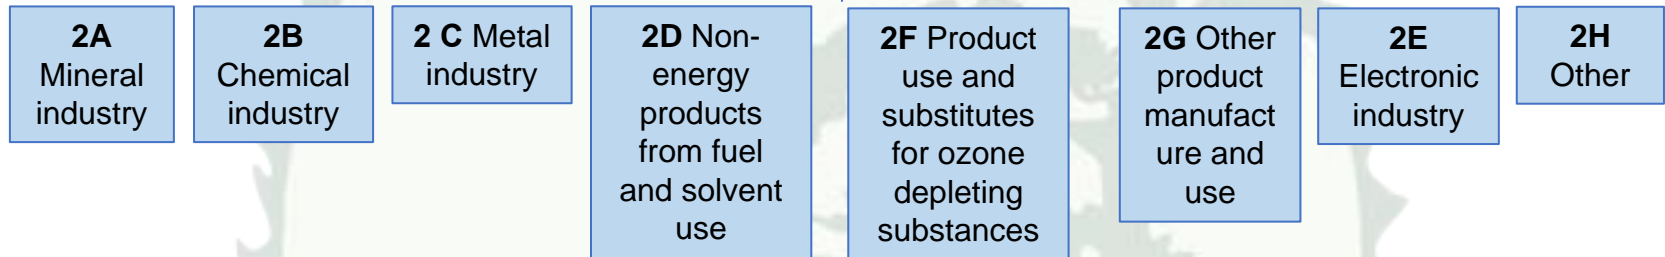 2A
Mineral
industry
2B
Chemical
industry
2 C Metal
industry
2D Non-
energy
products
from fuel
and solvent
use
2F Product
use and
substitutes
for ozone
depleting
substances
2G Other
product
manufact
ure and
use
2E
Electronic
industry
2H
Other